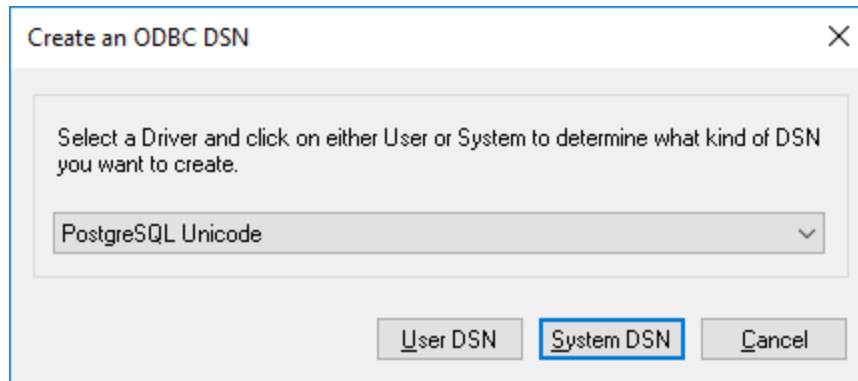 Create an ODBC DSN
Select a Driver and click on either User or System to determine what kind of DSN
you want to create.
PostgreSQL Unicode
User DSN System DSN Cancel